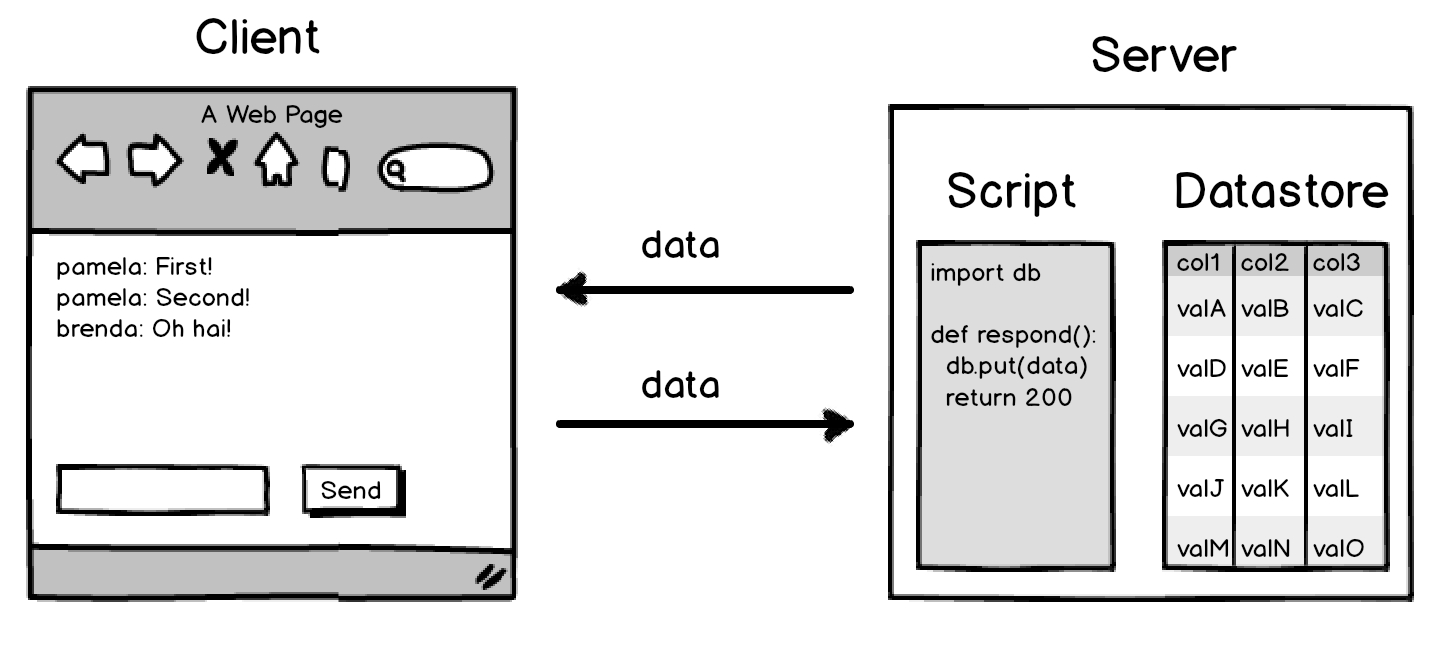 Client
A Web Page
pamela: First!
pamela: Second!
brenda: Oh hai!
Send
data
data
Server
Script
import db
def respond():
db.put(data)
return 200
Datastore
col1 col2 col3
valA valB valC
valD valE valF
valG valH valI
valJ valK valL
valM valN valO